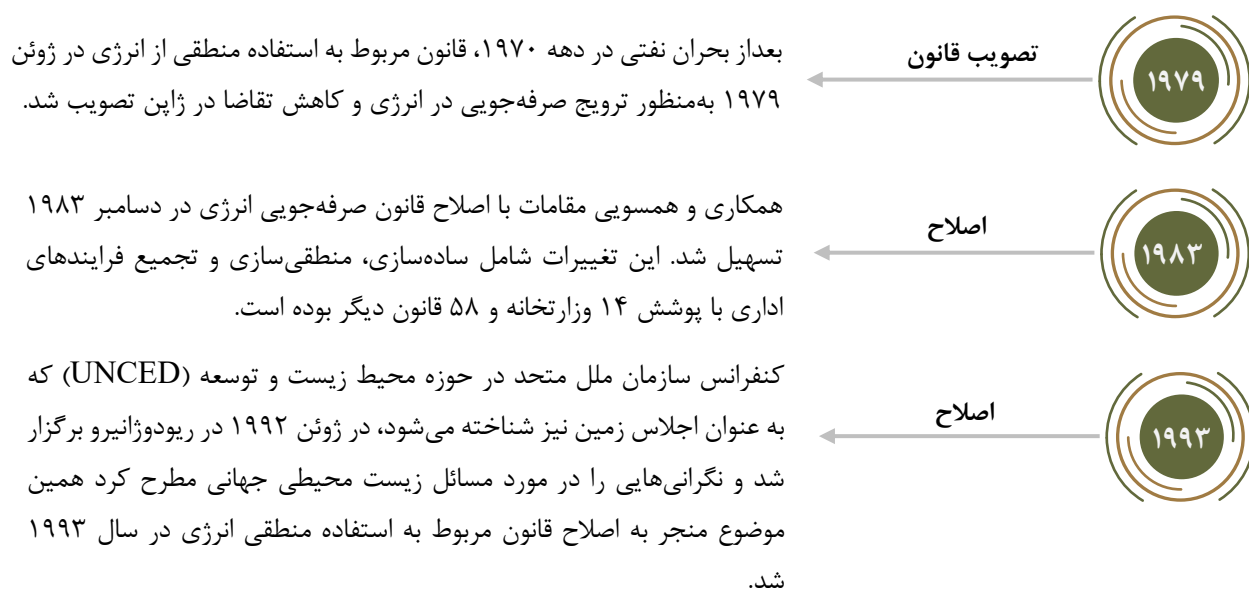 ۱۹۷۹
تصویب قانون
بعداز بحران نفتی در دهه ۱۹۷۰، قانون مربوط به استفاده منطقی از انرژی در ژوئن
۱۹۷۹ به‌منظور ترویج صرفه‌جویی در انرژی و کاهش تقاضا در ژاپن تصویب شد.
۱۹۸۳
اصلاح
همکاری و همسویی مقامات با اصلاح قانون صرفه‌جویی انرژی در دسامبر ۱۹۸۳
تسهیل شد. این تغییرات شامل ساده‌سازی، منطقی‌سازی و تجمیع فرایندهای
اداری با پوشش ۱۴ وزارتخانه و ۵۸ قانون دیگر بوده است.
۱۹۹۳
اصلاح
کنفرانس سازمان ملل متحد در حوزه محیط زیست و توسعه (UNCED) که
به عنوان اجلاس زمین نیز شناخته می‌شود، در ژوئن ۱۹۹۲ در ریودوژانیرو برگزار
شد و نگرانی‌هایی را در مورد مسائل زیست محیطی جهانی مطرح کرد همین
موضوع منجر به اصلاح قانون مربوط به استفاده منطقی انرژی در سال ۱۹۹۳
شد.